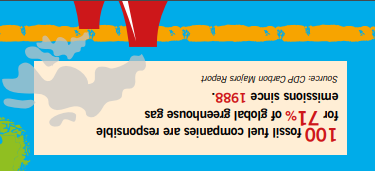 100 fossil fuel companies are responsible
for 71% of global greenhouse gas
emissions since 1988.
Source: CDP Carbon Majors Report